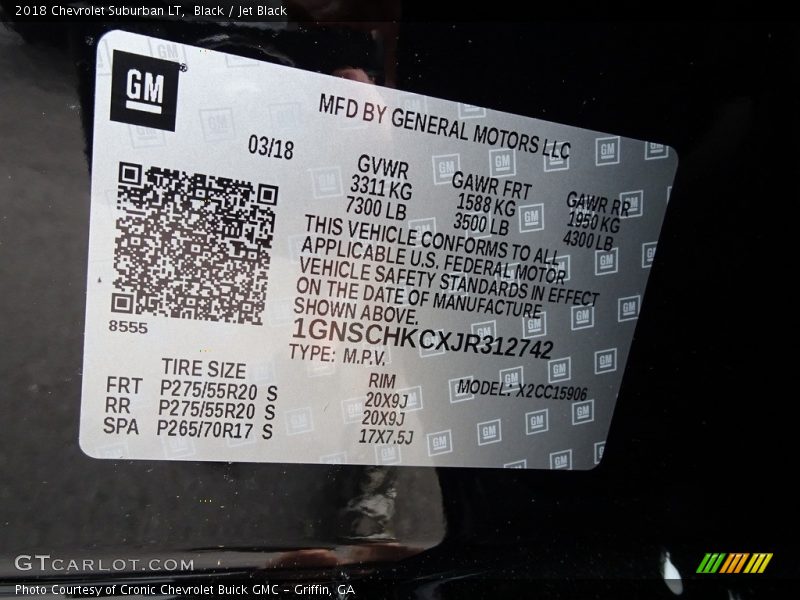 2018 Chevrolet Suburban LT, Black / Jet Black
GM
MFD BY GENERAL MOTORS LLC
03/18
GVWR GAWR FRT GAWR RR
3311 KG 1588 KG 1950 KG
7300 LB 3500 LB 4300 LB
THIS VEHICLE CONFORMS TO ALL
APPLICABLE U.S. FEDERAL MOTOR
VEHICLE SAFETY STANDARDS IN EFFECT
ON THE DATE OF MANUFACTURE
SHOWN ABOVE.
8555
1GNSCHKCXJR312742
TYPE: M.P.V. MODEL: X2CC15906
TIRE SIZE RIM
FRT P275/55R20 S 20X9J
RR P275/55R20 S 20X9J
SPA P265/70R17 S 17X7.5J
GTCARLOT.COM
Photo Courtesy of Cronic Chevrolet Buick GMC - Griffin, GA